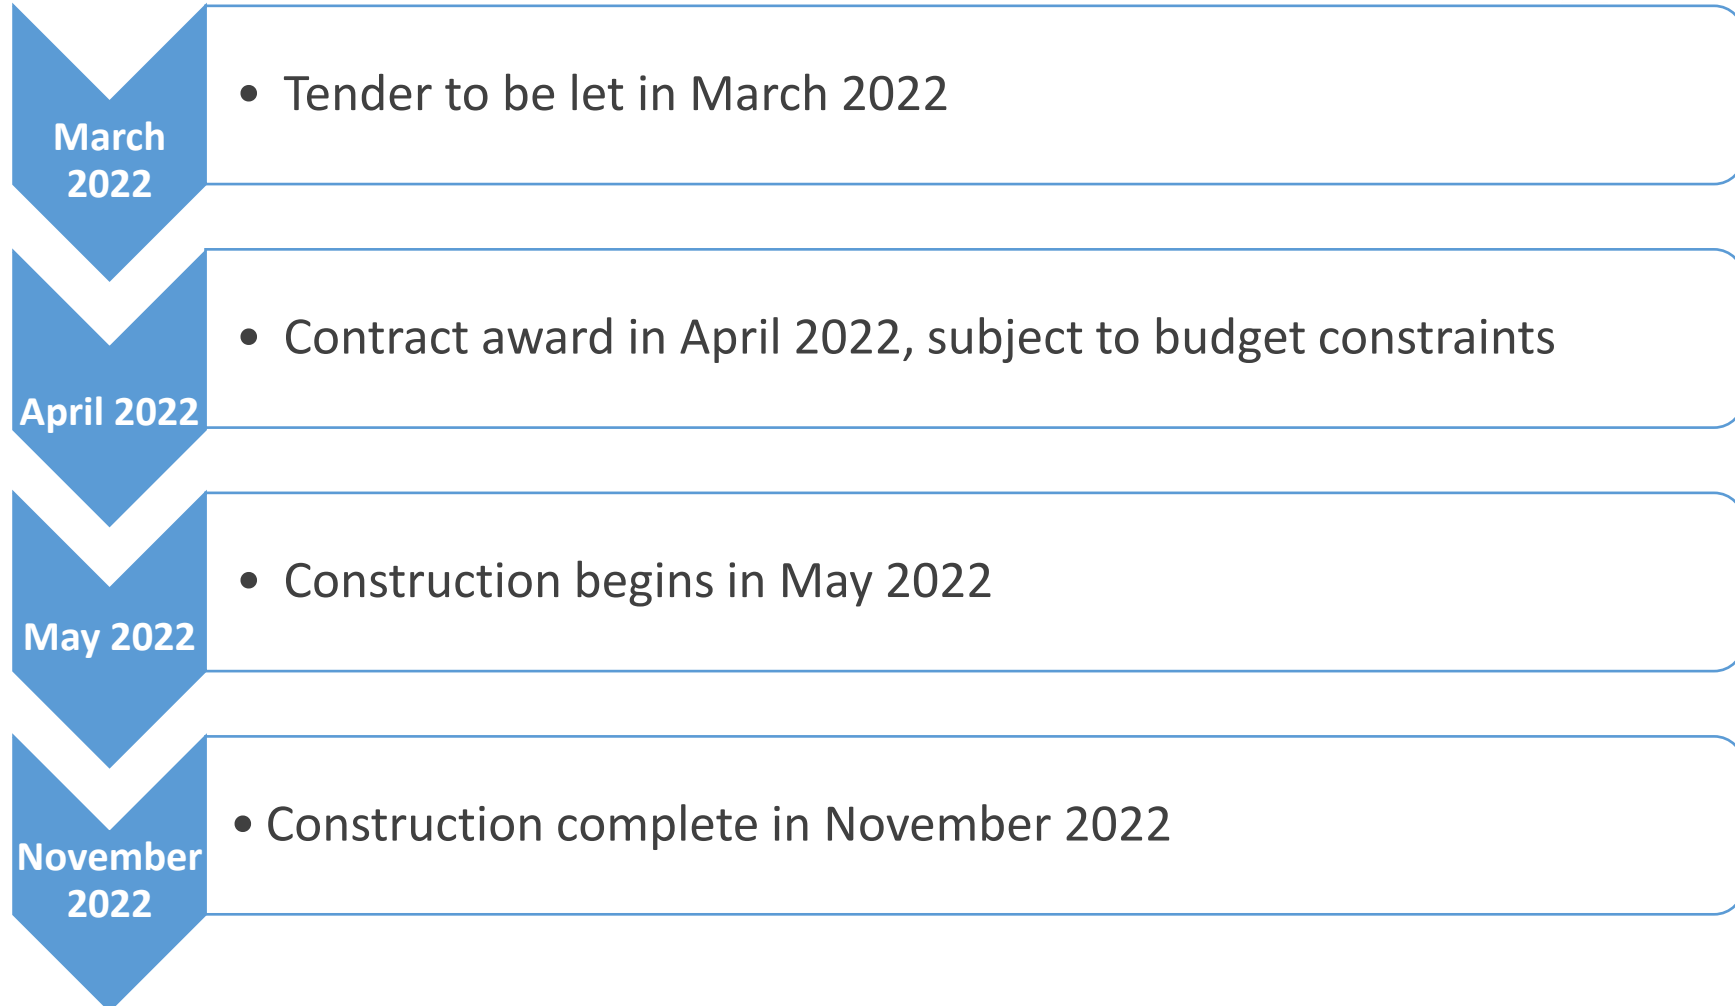 March
2022
• Tender to be let in March 2022
April 2022
• Contract award in April 2022, subject to budget constraints
May 2022
• Construction begins in May 2022
November
2022
• Construction complete in November 2022